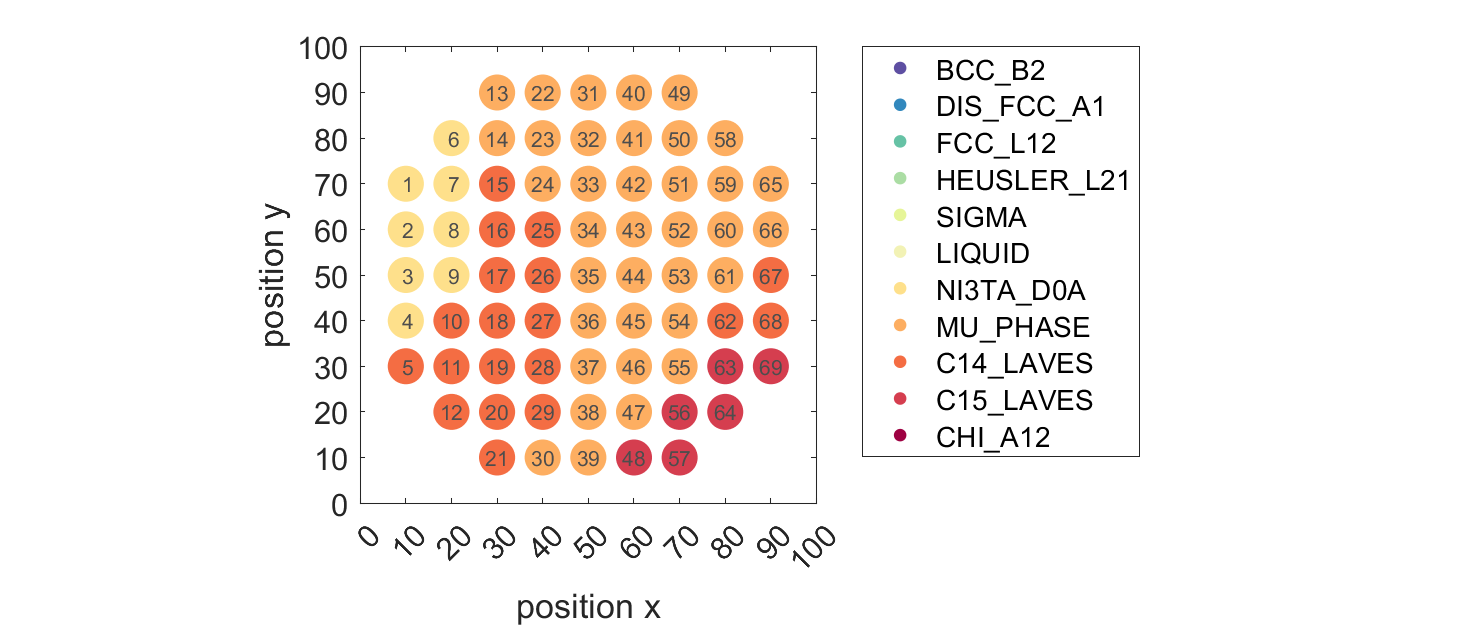 100
90
80
70
60
50
40
30
20
10
0
position y
13 22 31 40 49
6 14 23 32 41 50 58
1 7 15 24 33 42 51 59 65
2 8 16 25 34 43 52 60 66
3 9 17 26 35 44 53 61 67
4 10 18 27 36 45 54 62 68
5 11 19 28 37 46 55 63 69
12 20 29 38 47 56 64
21 30 39 48 57
0 10 20 30 40 50 60 70 80 90 100
position x
BCC_B2
DIS_FCC_A1
FCC_L12
HEUSLER_L21
SIGMA
LIQUID
NI3TA_D0A
MU_PHASE
C14_LAVES
C15_LAVES
CHI_A12